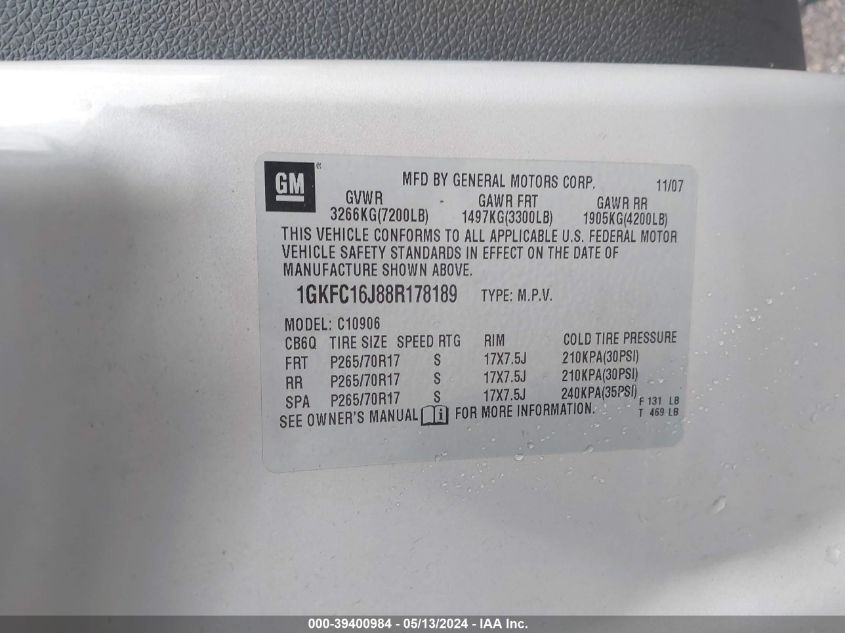 GM
MFD BY GENERAL MOTORS CORP. 11/07
GVWR GAWR FRT GAWR RR
3266KG(7200LB) 1497KG(3300LB) 1905KG(4200LB)
THIS VEHICLE CONFORMS TO ALL APPLICABLE U.S. FEDERAL MOTOR
VEHICLE SAFETY STANDARDS IN EFFECT ON THE DATE OF
MANUFACTURE SHOWN ABOVE.
1GKFC16J88R178189 TYPE: M.P.V.
MODEL: C10906
CB6Q TIRE SIZE SPEED RTG RIM COLD TIRE PRESSURE
FRT P265/70R17 S 17X7.5J 210KPA(30PSI)
RR P265/70R17 S 17X7.5J 210KPA(30PSI)
SPA P265/70R17 S 17X7.5J 240KPA(35PSI)
SEE OWNER'S MANUAL i FOR MORE INFORMATION.
F 131 LB
T 469 LB
000-39400984 - 05/13/2024 - IAA Inc.